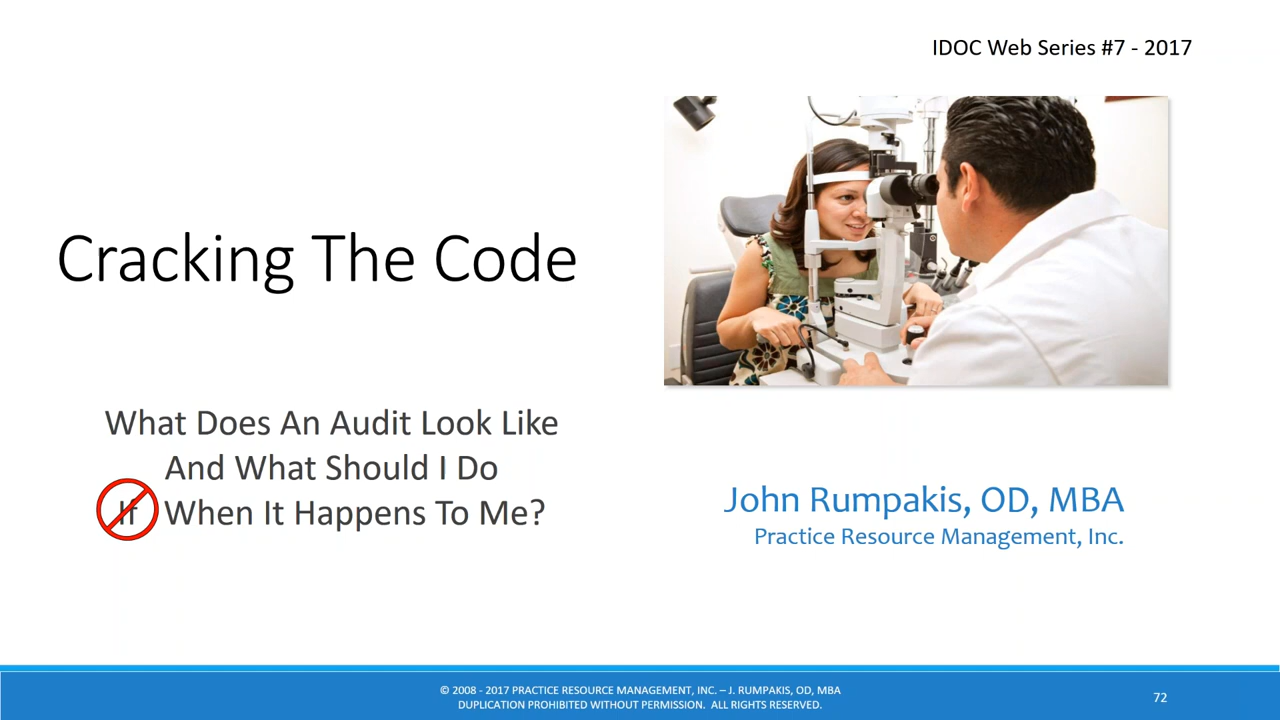 IDOC Web Series #7 - 2017
Cracking The Code
What Does An Audit Look Like
And What Should I Do
If When It Happens To Me?
John Rumpakis, OD, MBA
Practice Resource Management, Inc.
© 2008 - 2017 PRACTICE RESOURCE MANAGEMENT, INC. – J. RUMPAKIS, OD, MBA
DUPLICATION PROHIBITED WITHOUT PERMISSION. ALL RIGHTS RESERVED.
72